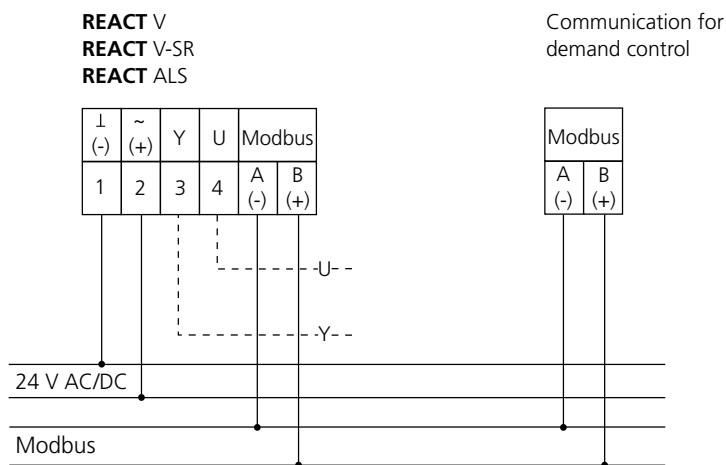 REACT V
REACT V-SR
REACT ALS
Communication for
demand control
⊥ ~ Y U Modbus
(-) (+)
1 2 3 4 A B
(-) (+)
Modbus
A B
(-) (+)
U
Y
24 V AC/DC
Modbus